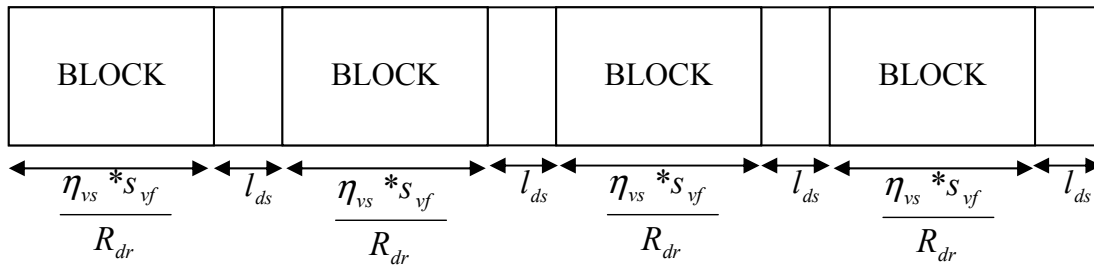 BLOCK BLOCK BLOCK BLOCK
η_vs *s_vf l_ds η_vs *s_vf l_ds η_vs *s_vf l_ds η_vs *s_vf l_ds
R_dr R_dr R_dr R_dr